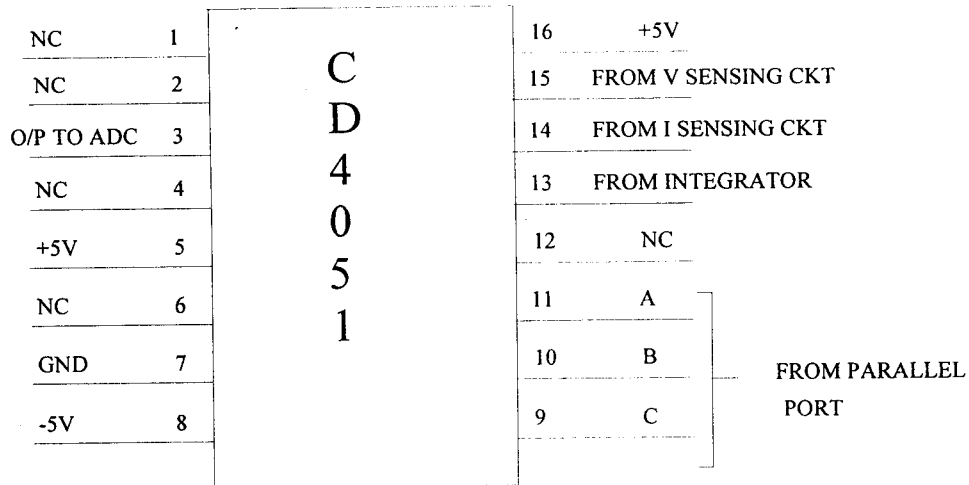 NC 1
NC 2
O/P TO ADC 3
NC 4
+5V 5
NC 6
GND 7
-5V 8
C
D
4
0
5
1
16 +5V
15 FROM V SENSING CKT
14 FROM I SENSING CKT
13 FROM INTEGRATOR
12 NC
11 A
10 B
9 C
FROM PARALLEL
PORT